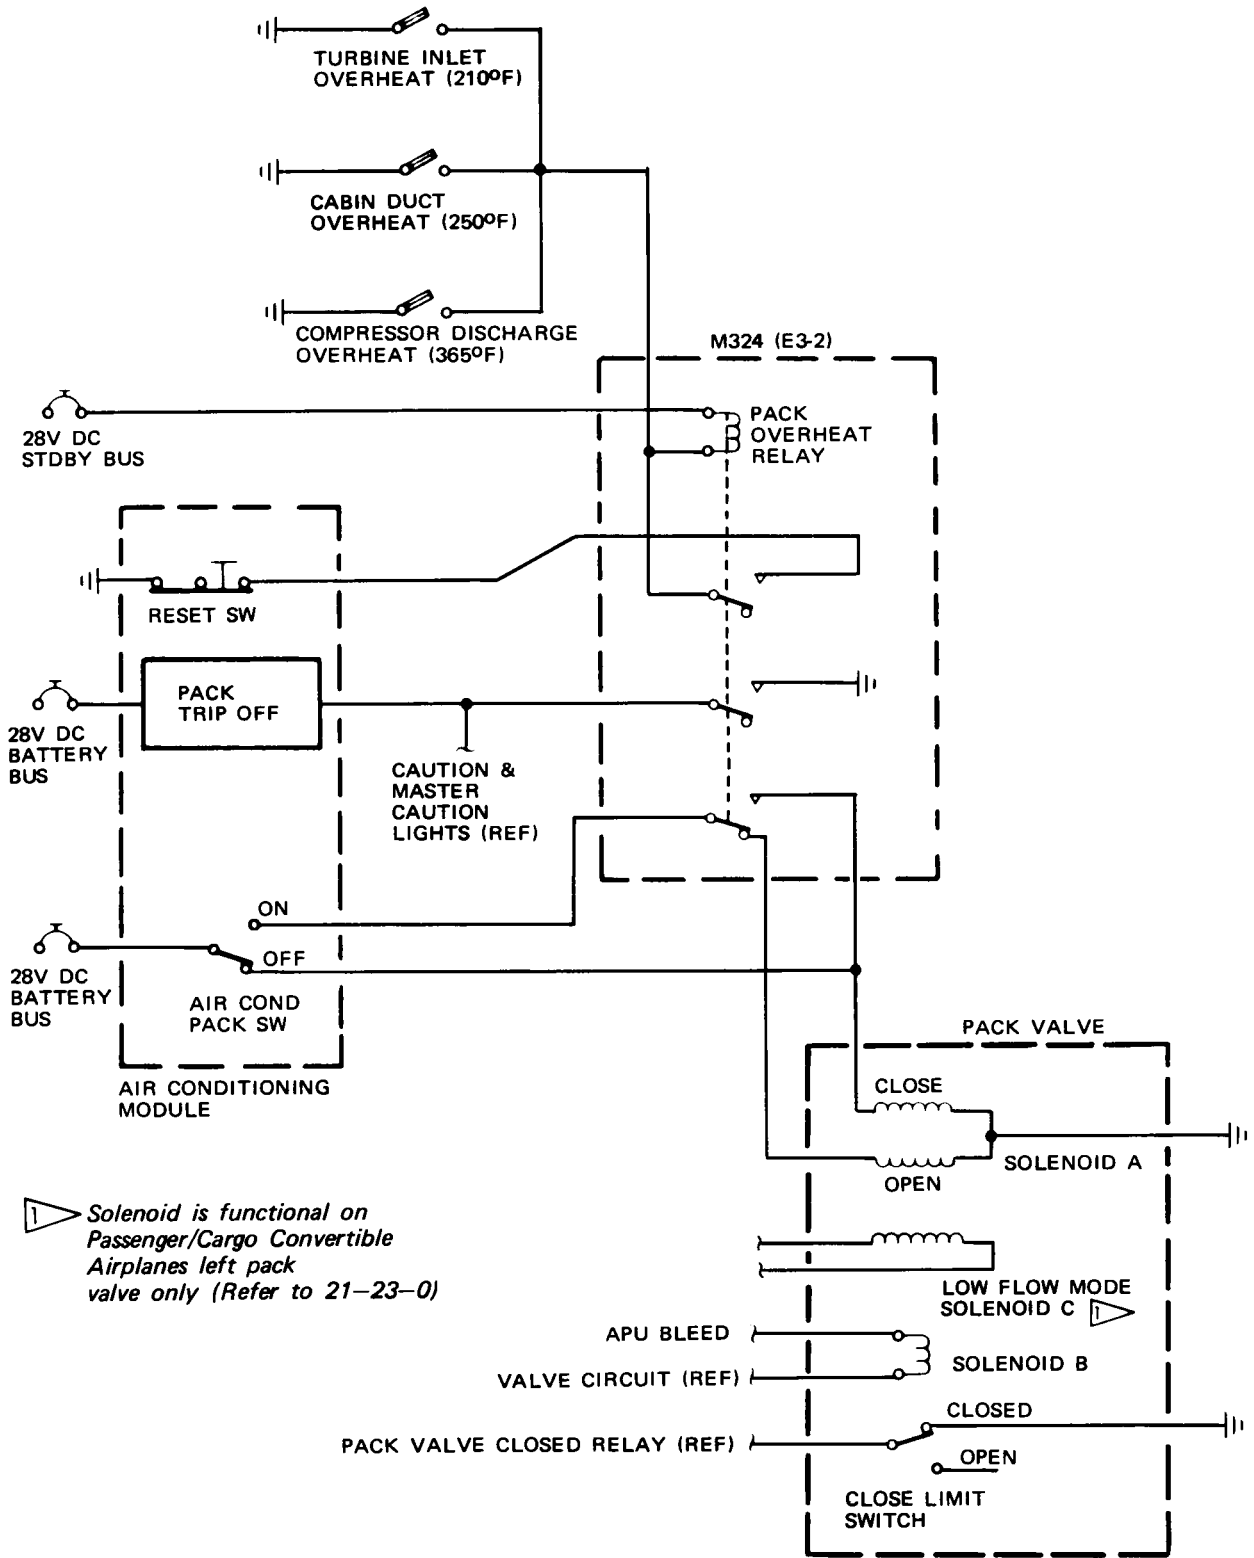 TURBINE INLET
OVERHEAT (210ºF)
CABIN DUCT
OVERHEAT (250ºF)
COMPRESSOR DISCHARGE
OVERHEAT (365ºF)
M324 (E3-2)
28V DC
STDBY BUS
PACK
OVERHEAT
RELAY
RESET SW
PACK
TRIP OFF
28V DC
BATTERY
BUS
CAUTION &
MASTER
CAUTION
LIGHTS (REF)
ON
OFF
28V DC
BATTERY
BUS
AIR COND
PACK SW
AIR CONDITIONING
MODULE
PACK VALVE
CLOSE
SOLENOID A
OPEN
1 Solenoid is functional on
Passenger/Cargo Convertible
Airplanes left pack
valve only (Refer to 21-23-0)
LOW FLOW MODE
SOLENOID C 1
APU BLEED
SOLENOID B
VALVE CIRCUIT (REF)
CLOSED
PACK VALVE CLOSED RELAY (REF)
OPEN
CLOSE LIMIT
SWITCH